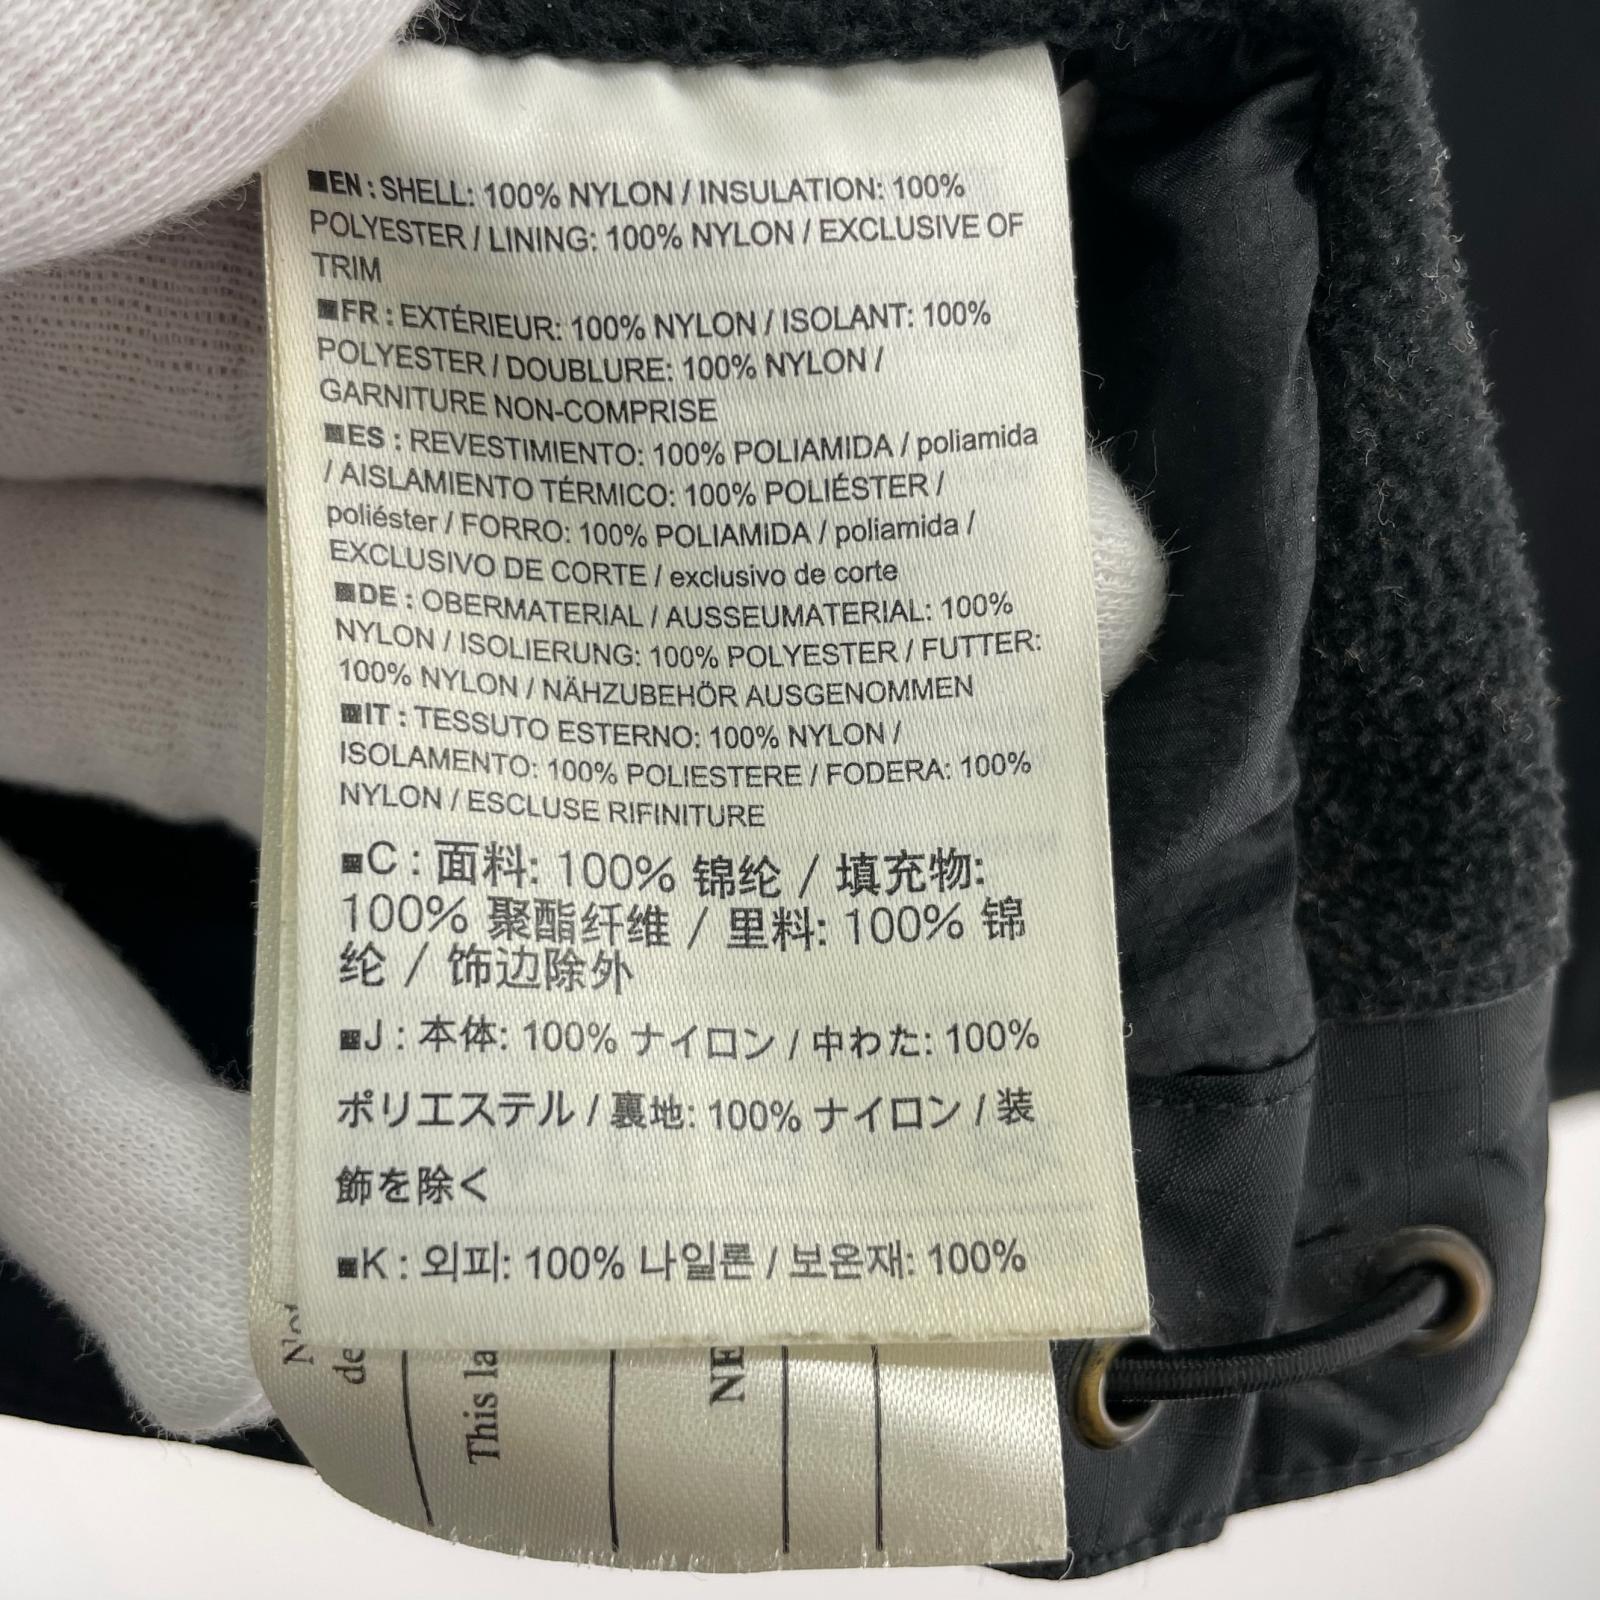 ■EN : SHELL: 100% NYLON / INSULATION: 100%
POLYESTER / LINING: 100% NYLON / EXCLUSIVE OF
TRIM
■FR : EXTÉRIEUR: 100% NYLON / ISOLANT: 100%
POLYESTER / DOUBLURE: 100% NYLON /
GARNITURE NON-COMPRISE
■ES : REVESTIMIENTO: 100% POLIAMIDA / poliamida
/ AISLAMIENTO TÉRMICO: 100% POLIÉSTER /
poliéster / FORRO: 100% POLIAMIDA / poliamida /
EXCLUSIVO DE CORTE / exclusivo de corte
■DE : OBERMATERIAL / AUSSEUMATERIAL: 100%
NYLON / ISOLIERUNG: 100% POLYESTER / FUTTER:
100% NYLON / NÄHZUBEHÖR AUSGENOMMEN
■IT : TESSUTO ESTERNO: 100% NYLON /
ISOLAMENTO: 100% POLIESTERE / FODERA: 100%
NYLON / ESCLUSE RIFINITURE
■C : 面料: 100% 锦纶 / 填充物:
100% 聚酯纤维 / 里料: 100% 锦
纶 / 饰边除外
■J : 本体: 100% ナイロン / 中わた: 100%
ポリエステル / 裏地: 100% ナイロン / 装
飾を除く
■K : 외피: 100% 나일론 / 보온재: 100%
de
This la
NE